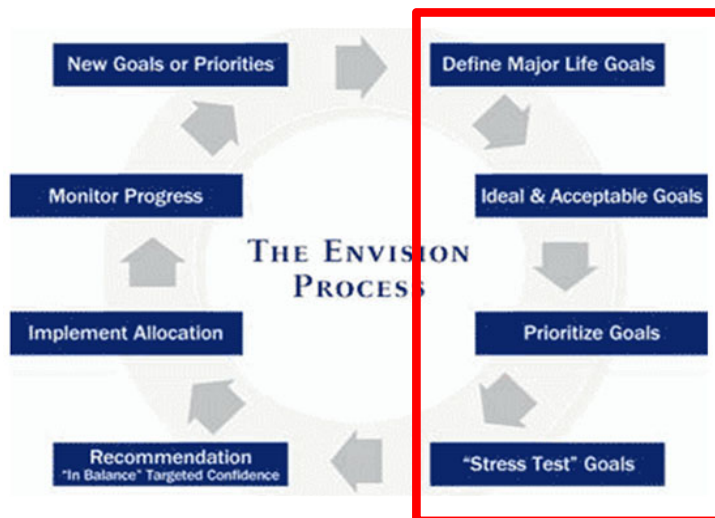 New Goals or Priorities
Define Major Life Goals
Monitor Progress
Ideal & Acceptable Goals
THE ENVISION
PROCESS
Implement Allocation
Prioritize Goals
Recommendation
"In Balance" Targeted Confidence
"Stress Test" Goals